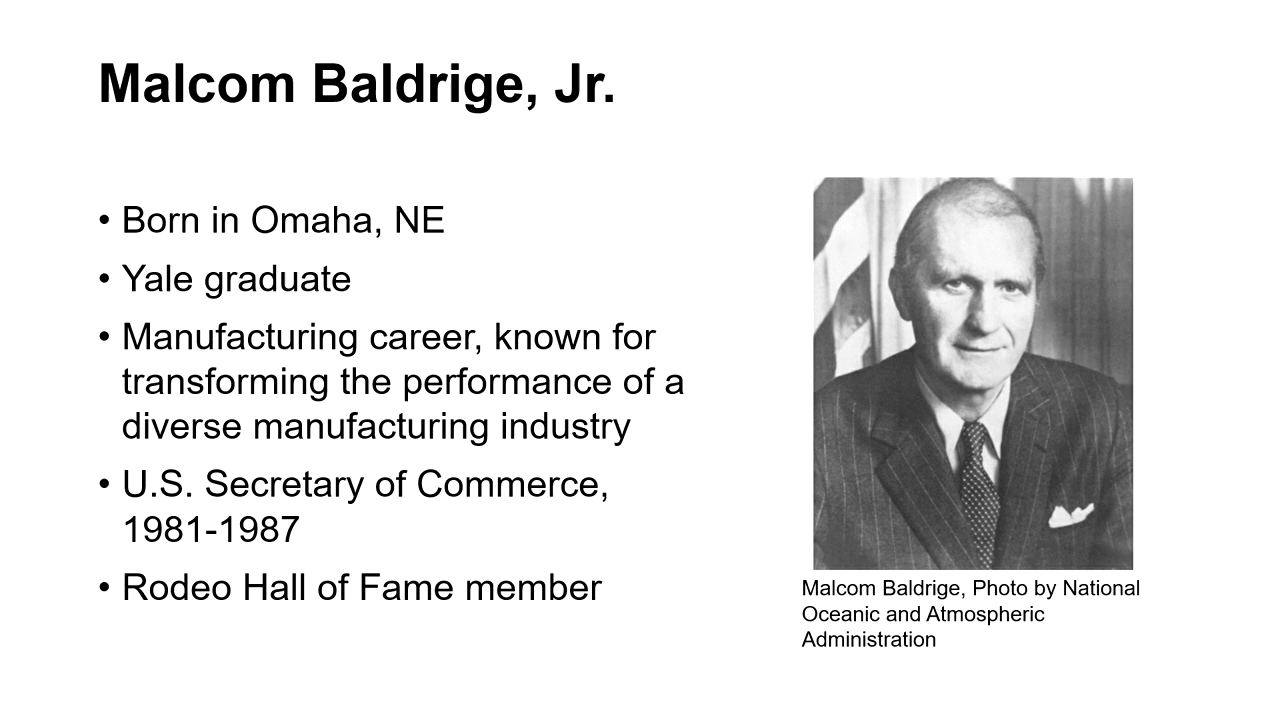 Malcom Baldrige, Jr.
• Born in Omaha, NE
• Yale graduate
• Manufacturing career, known for
transforming the performance of a
diverse manufacturing industry
• U.S. Secretary of Commerce,
1981-1987
• Rodeo Hall of Fame member
Malcom Baldrige, Photo by National
Oceanic and Atmospheric
Administration